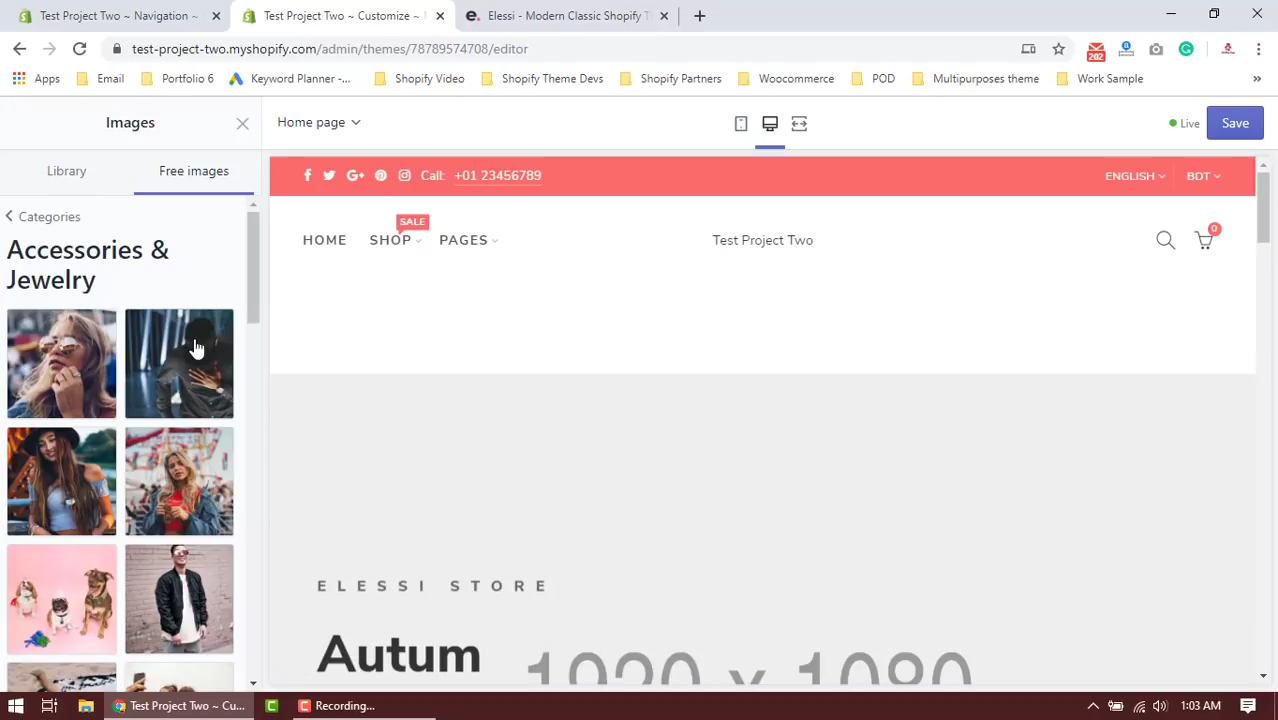 Test Project Two ~ Navigation ~
Test Project Two ~ Customize ~
Elessi - Modern Classic Shopify T
test-project-two.myshopify.com/admin/themes/78789574708/editor
202
Apps Email Portfolio 6 Keyword Planner -... Shopify Video Shopify Theme Devs Shopify Partners Woocommerce POD Multipurposes theme Work Sample »
Images
Home page
Live
Save
Library
Free images
Categories
Accessories &
Jewelry
Call: +01 23456789
ENGLISH
BDT
SALE
HOME SHOP PAGES
Test Project Two
0
ELESSI STORE
Autum
1920 x 1080
Test Project Two ~ Cu...
Recording...
1:03 AM